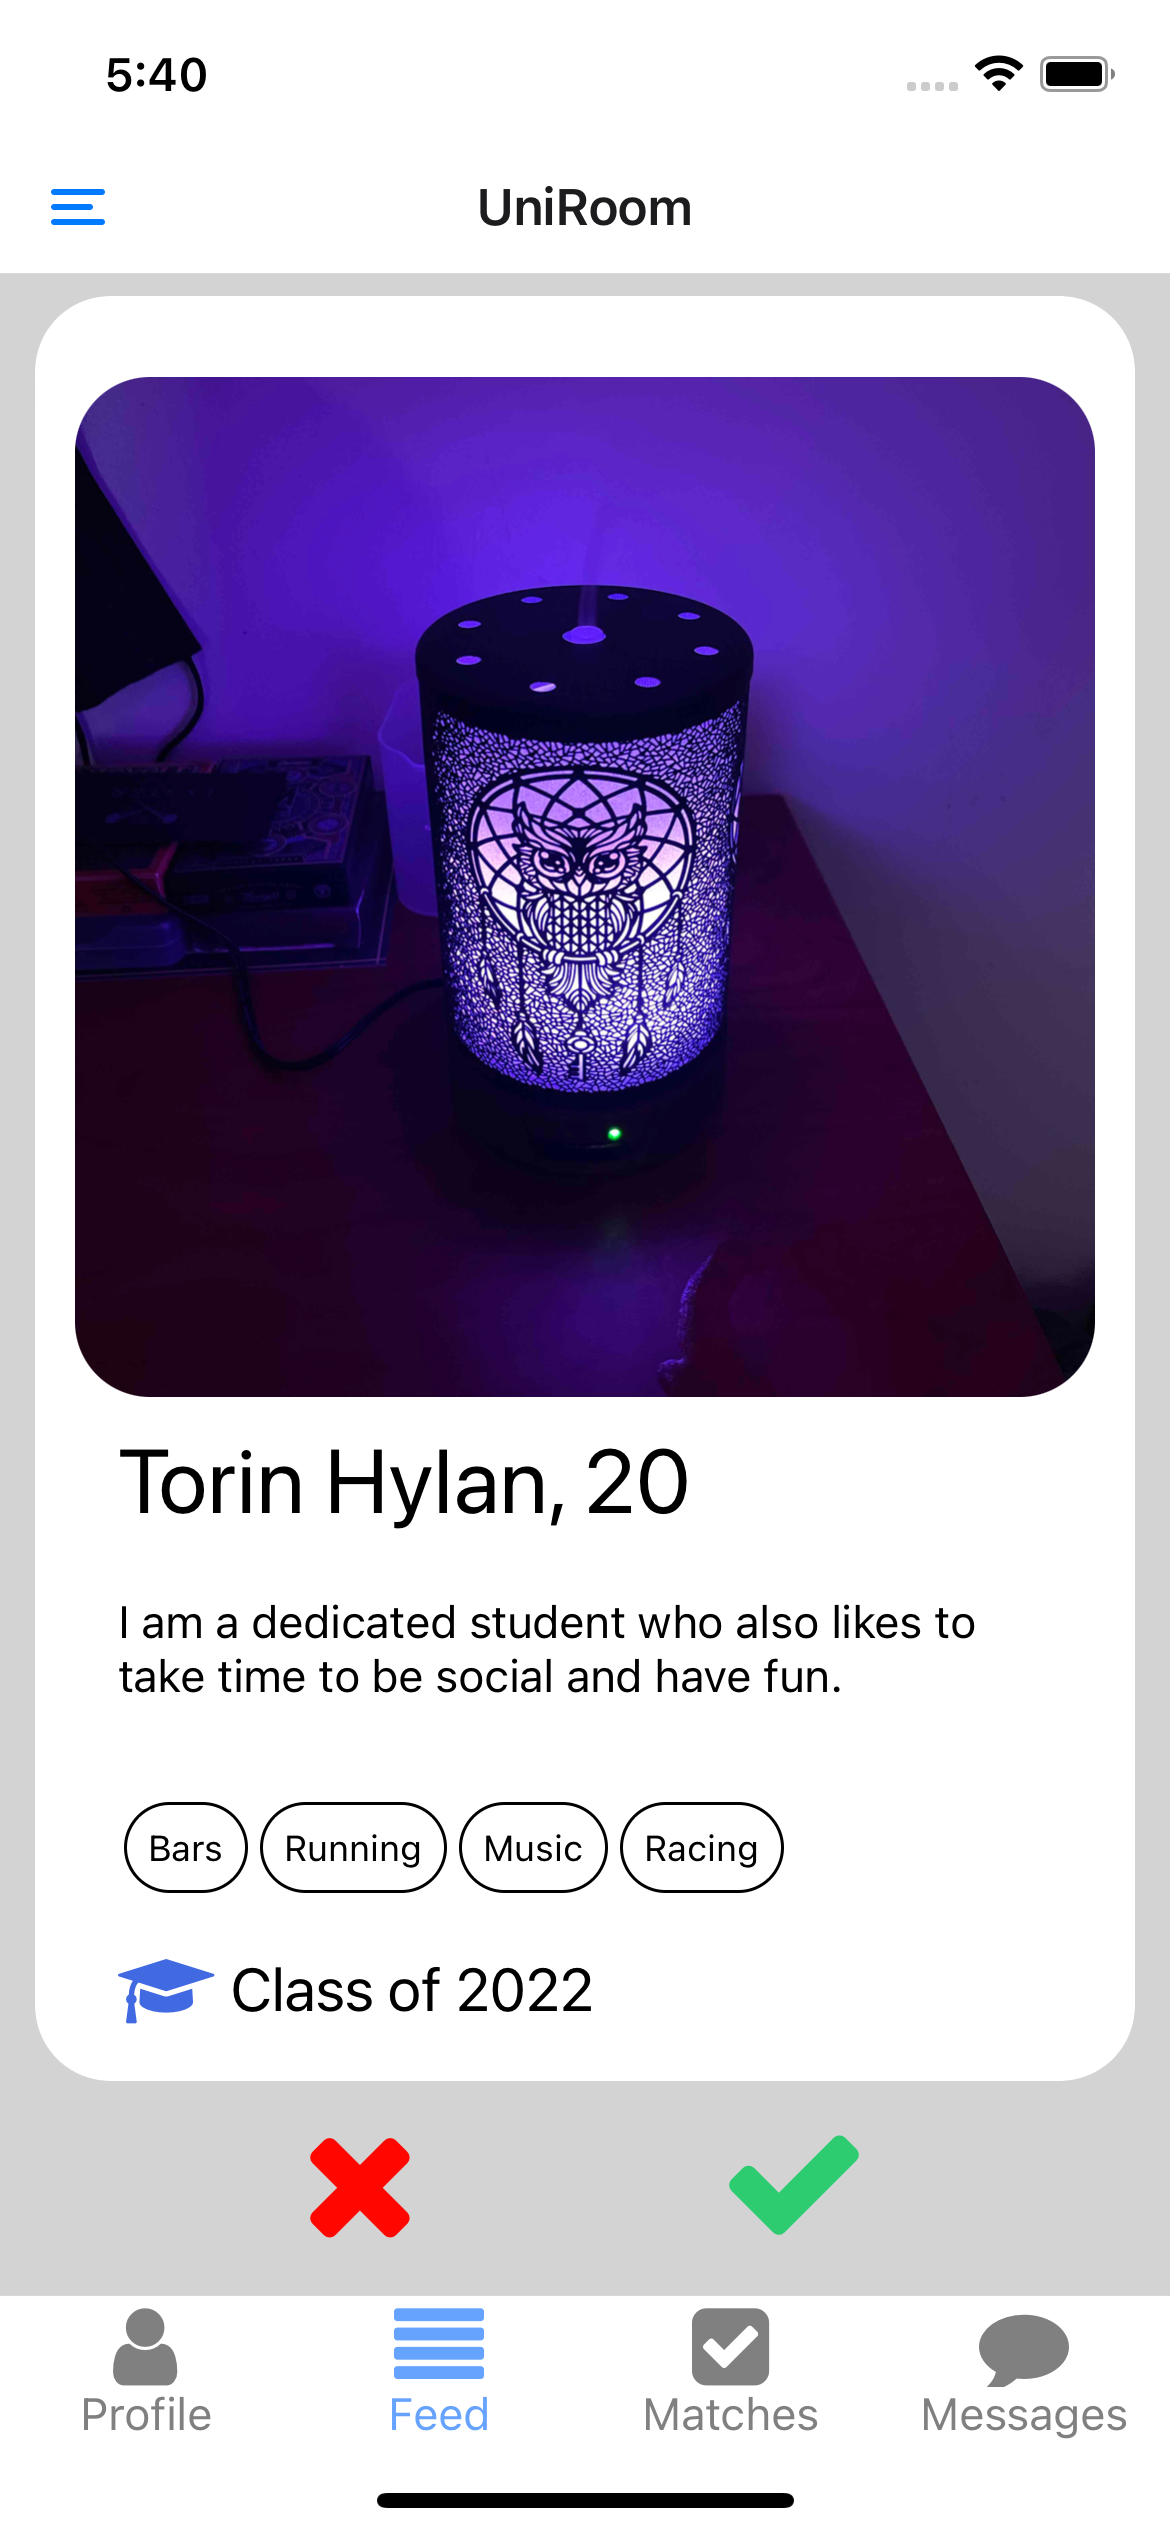 5:40
UniRoom
Torin Hylan, 20
I am a dedicated student who also likes to
take time to be social and have fun.
Bars Running Music Racing
Class of 2022
Profile Feed Matches Messages